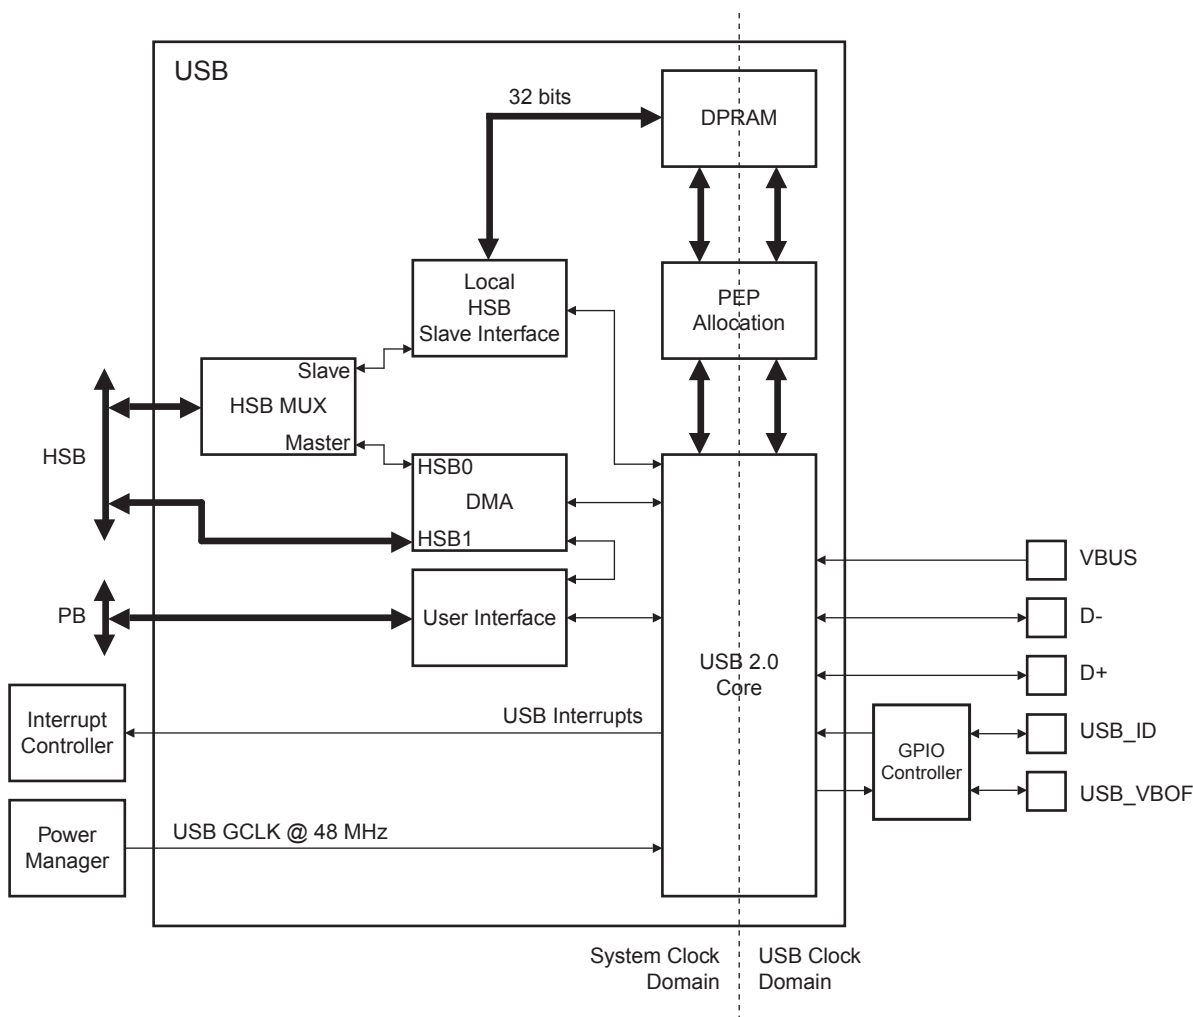 USB
32 bits
DPRAM
Local
HSB
Slave Interface
PEP
Allocation
Slave
HSB MUX
Master
HSB
HSB0
DMA
HSB1
PB
User Interface
USB 2.0
Core
VBUS
D-
D+
USB_ID
USB_VBOF
GPIO
Controller
Interrupt
Controller
USB Interrupts
Power
Manager
USB GCLK @ 48 MHz
System Clock
Domain
USB Clock
Domain